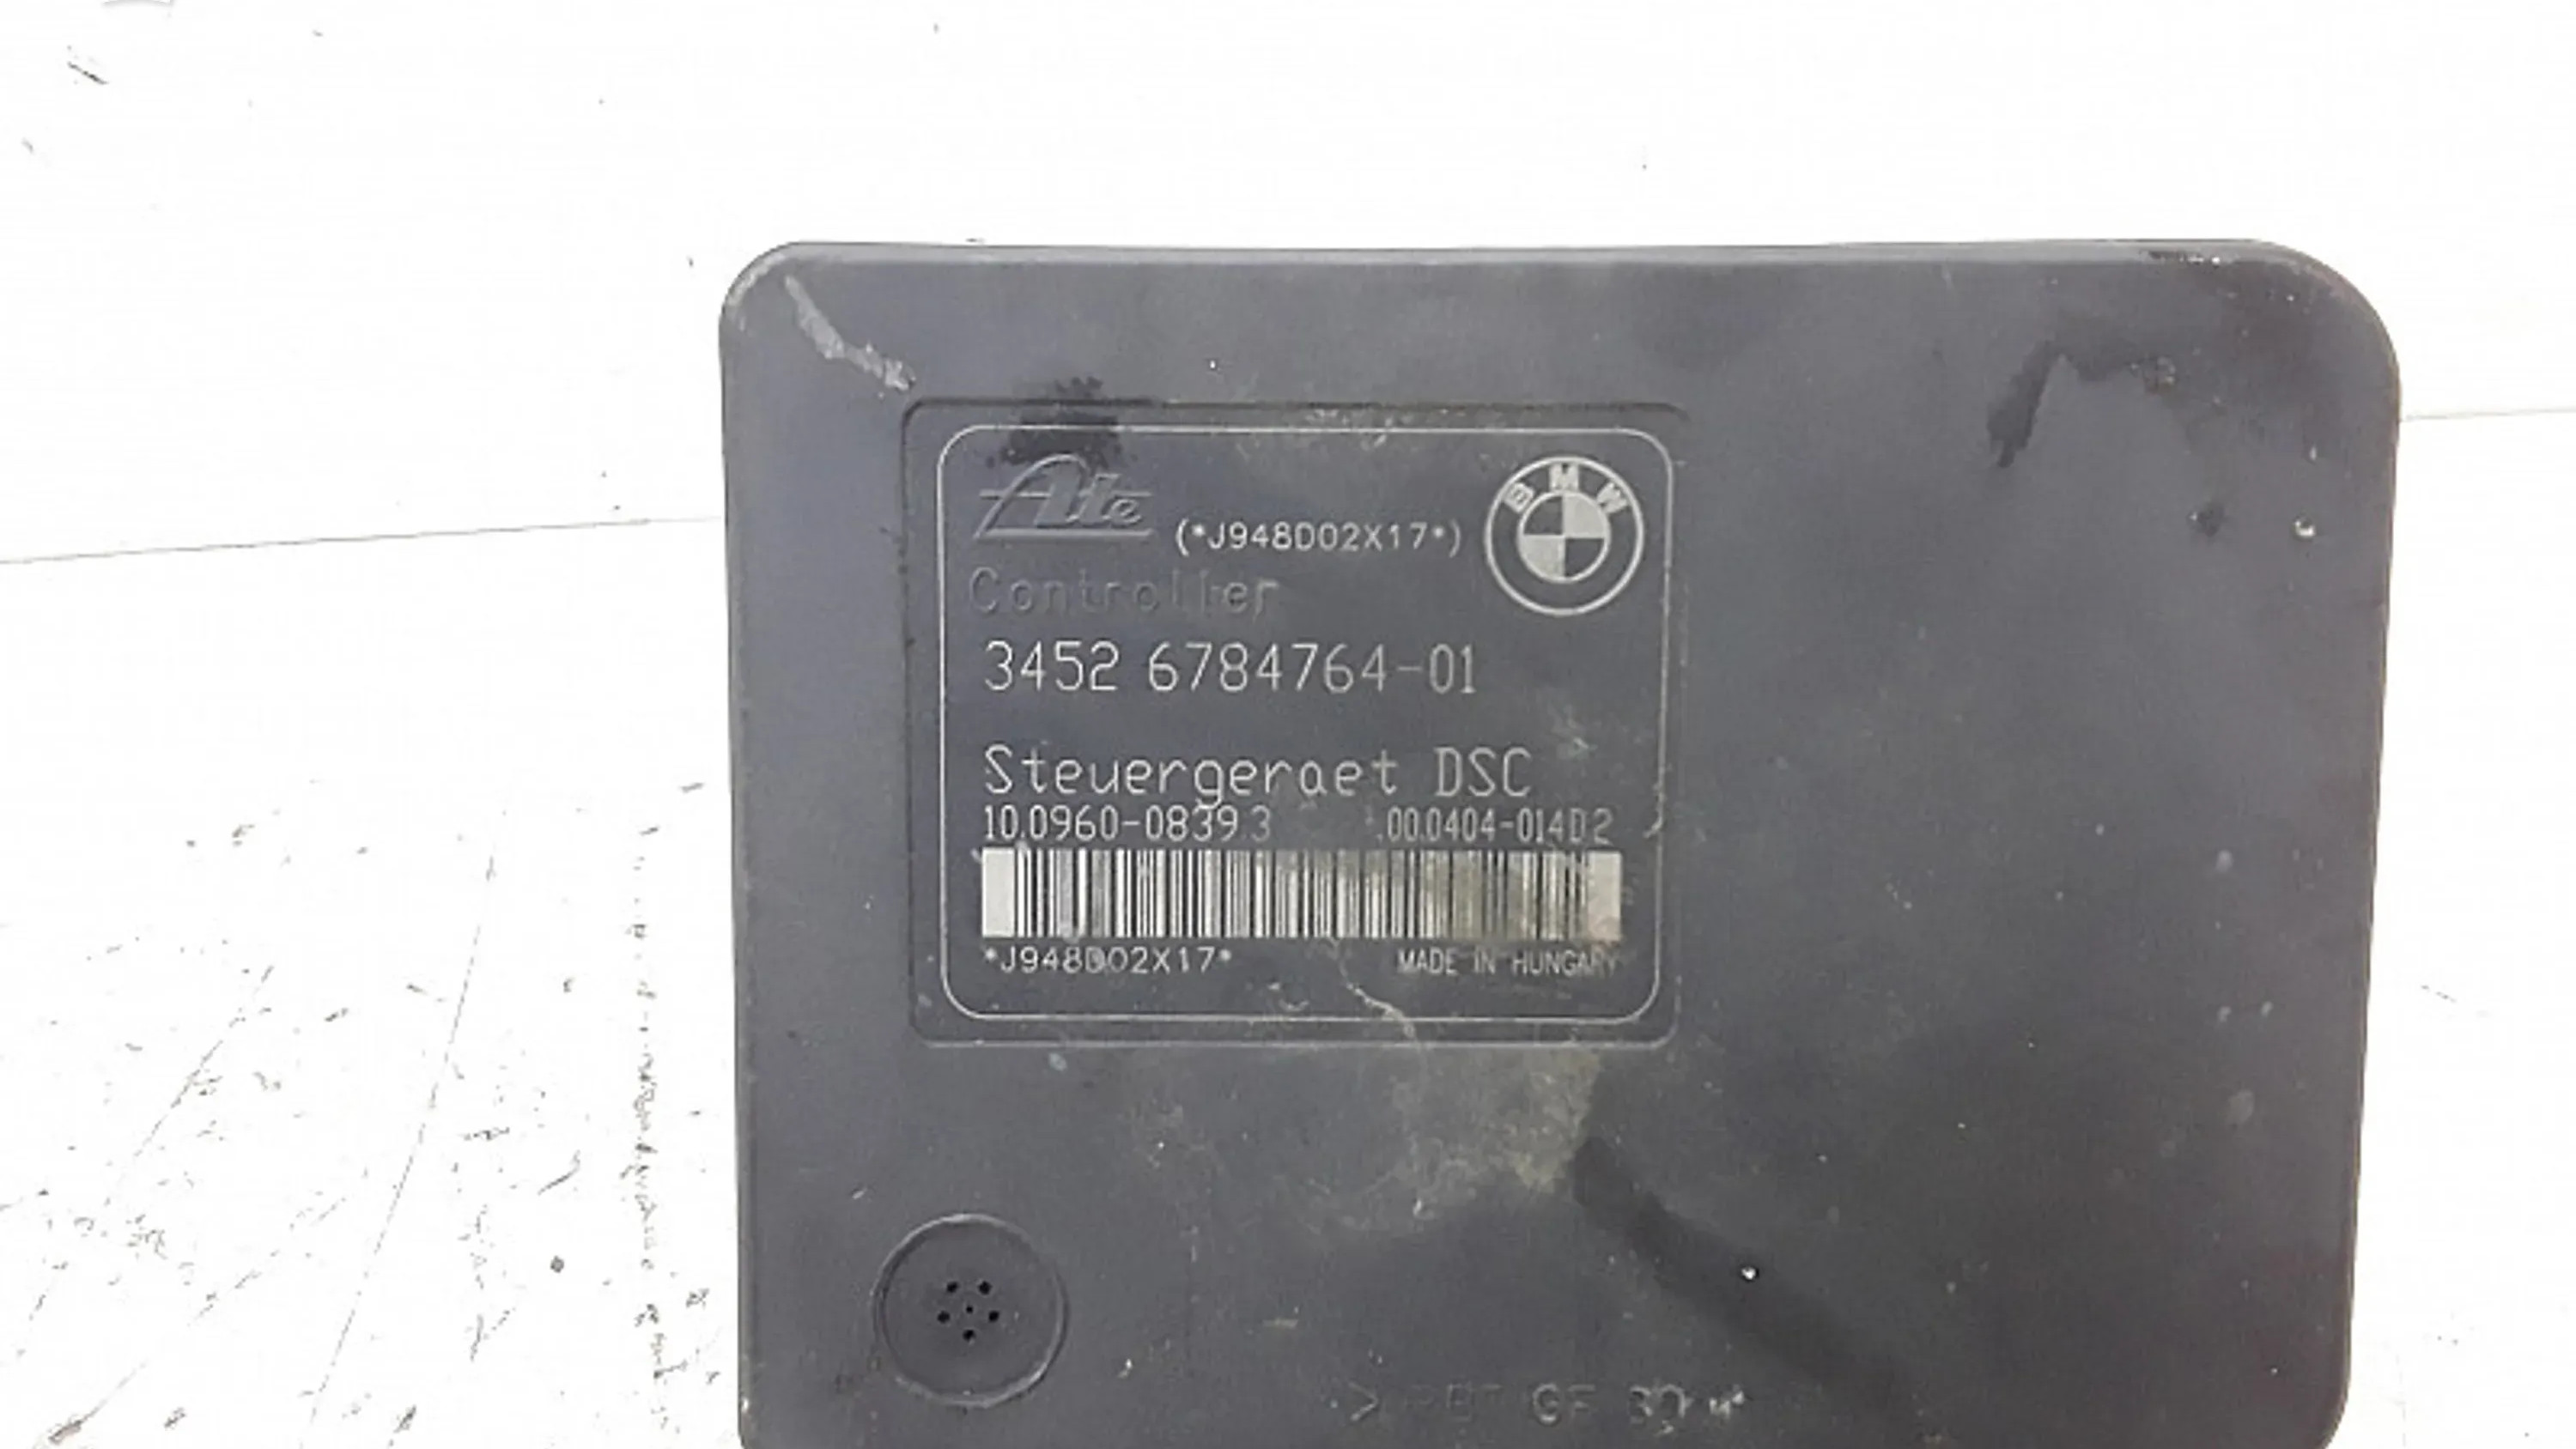 Ate
BMW
(*J948D02X17*)
Controller
3452 6784764-01
Steuergeraet DSC
10.0960-0839.3 .00.0404-014D2
*J948D02X17* MADE IN HUNGARY